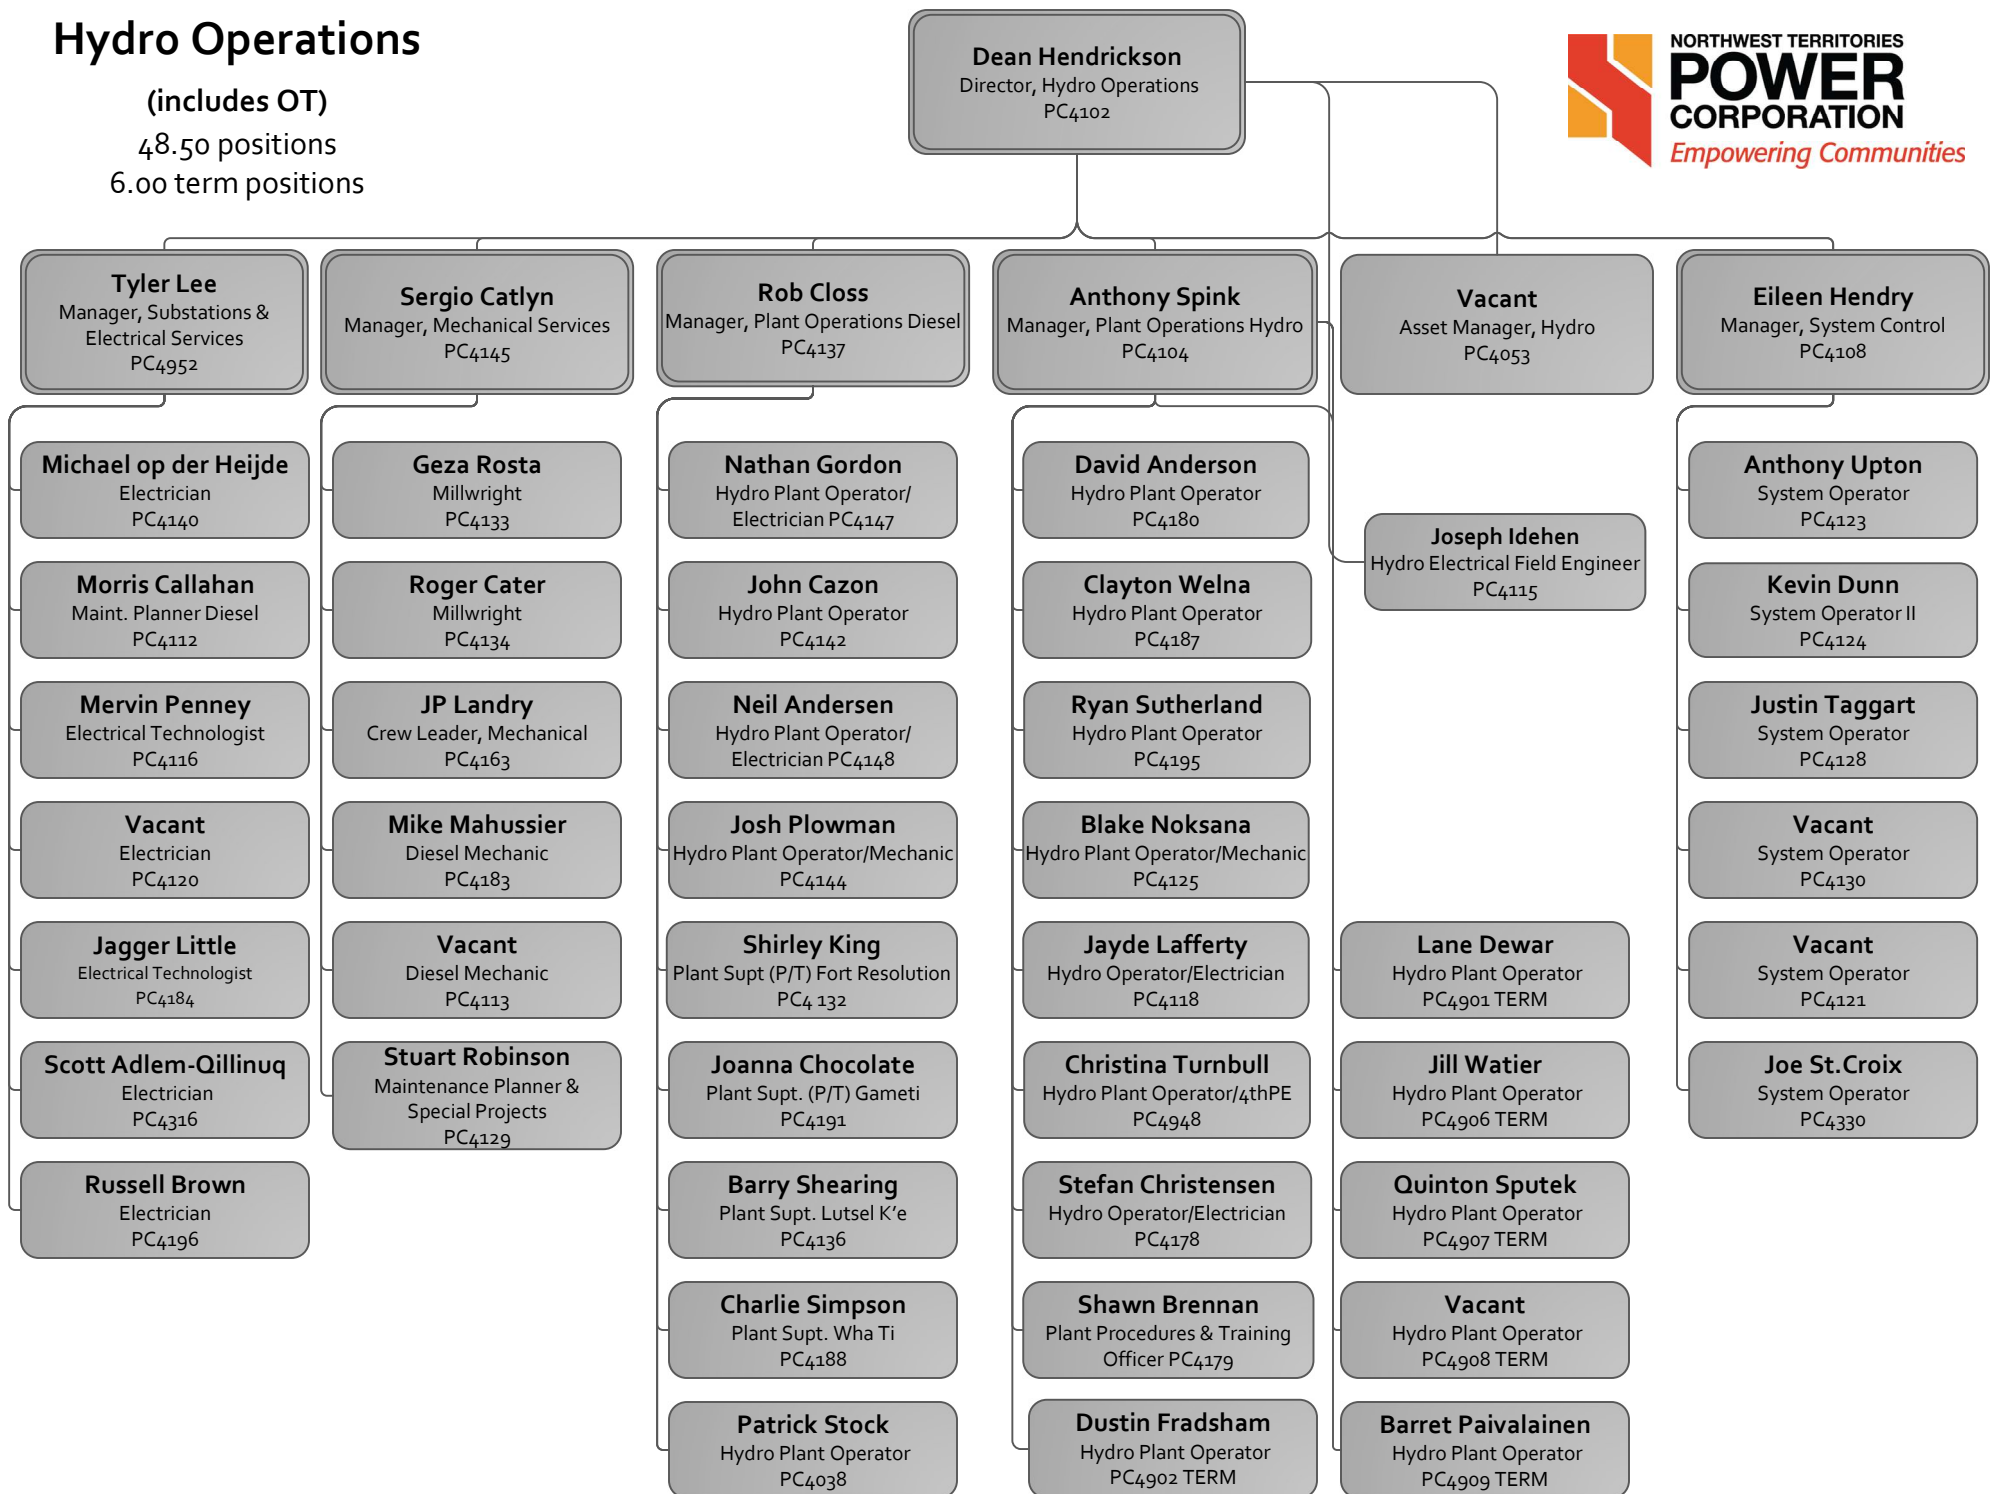 Hydro Operations
(includes OT)
48.50 positions
6.00 term positions
Dean Hendrickson
Director, Hydro Operations
PC4102
NORTHWEST TERRITORIES
POWER
CORPORATION
Empowering Communities
Tyler Lee
Manager, Substations &
Electrical Services
PC4952
Sergio Catlyn
Manager, Mechanical Services
PC4145
Rob Closs
Manager, Plant Operations Diesel
PC4137
Anthony Spink
Manager, Plant Operations Hydro
PC4104
Vacant
Asset Manager, Hydro
PC4053
Eileen Hendry
Manager, System Control
PC4108
Michael op der Heijde
Electrician
PC4140
Morris Callahan
Maint. Planner Diesel
PC4112
Mervin Penney
Electrical Technologist
PC4116
Vacant
Electrician
PC4120
Jagger Little
Electrical Technologist
PC4184
Scott Adlem-Qillinuq
Electrician
PC4316
Russell Brown
Electrician
PC4196
Geza Rosta
Millwright
PC4133
Roger Cater
Millwright
PC4134
JP Landry
Crew Leader, Mechanical
PC4163
Mike Mahussier
Diesel Mechanic
PC4183
Vacant
Diesel Mechanic
PC4113
Stuart Robinson
Maintenance Planner &
Special Projects
PC4129
Nathan Gordon
Hydro Plant Operator/
Electrician PC4147
John Cazon
Hydro Plant Operator
PC4142
Neil Andersen
Hydro Plant Operator/
Electrician PC4148
Josh Plowman
Hydro Plant Operator/Mechanic
PC4144
Shirley King
Plant Supt (P/T) Fort Resolution
PC4 132
Joanna Chocolate
Plant Supt. (P/T) Gameti
PC4191
Barry Shearing
Plant Supt. Lutsel K’e
PC4136
Charlie Simpson
Plant Supt. Wha Ti
PC4188
Patrick Stock
Hydro Plant Operator
PC4038
David Anderson
Hydro Plant Operator
PC4180
Clayton Welna
Hydro Plant Operator
PC4187
Ryan Sutherland
Hydro Plant Operator
PC4195
Blake Noksana
Hydro Plant Operator/Mechanic
PC4125
Jayde Lafferty
Hydro Operator/Electrician
PC4118
Christina Turnbull
Hydro Plant Operator/4thPE
PC4948
Stefan Christensen
Hydro Operator/Electrician
PC4178
Shawn Brennan
Plant Procedures & Training
Officer PC4179
Dustin Fradsham
Hydro Plant Operator
PC4902 TERM
Joseph Idehen
Hydro Electrical Field Engineer
PC4115
Lane Dewar
Hydro Plant Operator
PC4901 TERM
Jill Watier
Hydro Plant Operator
PC4906 TERM
Quinton Sputek
Hydro Plant Operator
PC4907 TERM
Vacant
Hydro Plant Operator
PC4908 TERM
Barret Paivalainen
Hydro Plant Operator
PC4909 TERM
Anthony Upton
System Operator
PC4123
Kevin Dunn
System Operator II
PC4124
Justin Taggart
System Operator
PC4128
Vacant
System Operator
PC4130
Vacant
System Operator
PC4121
Joe St.Croix
System Operator
PC4330